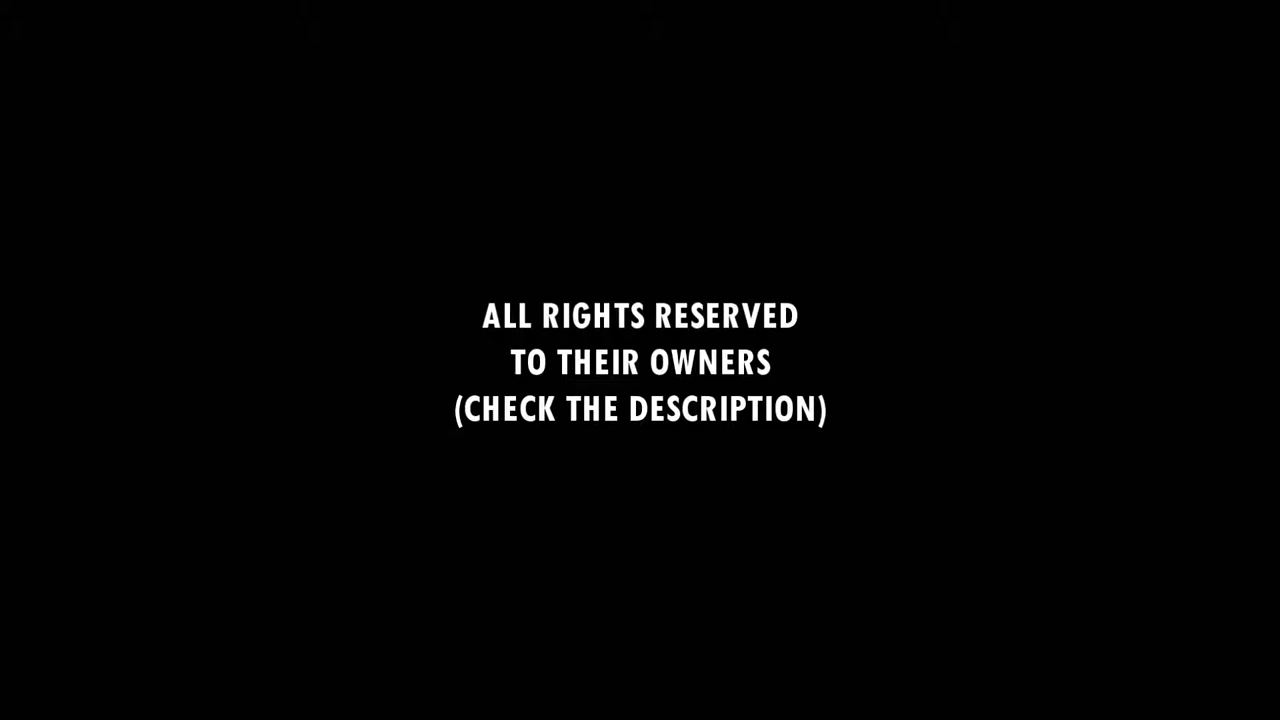 ALL RIGHTS RESERVED
TO THEIR OWNERS
(CHECK THE DESCRIPTION)